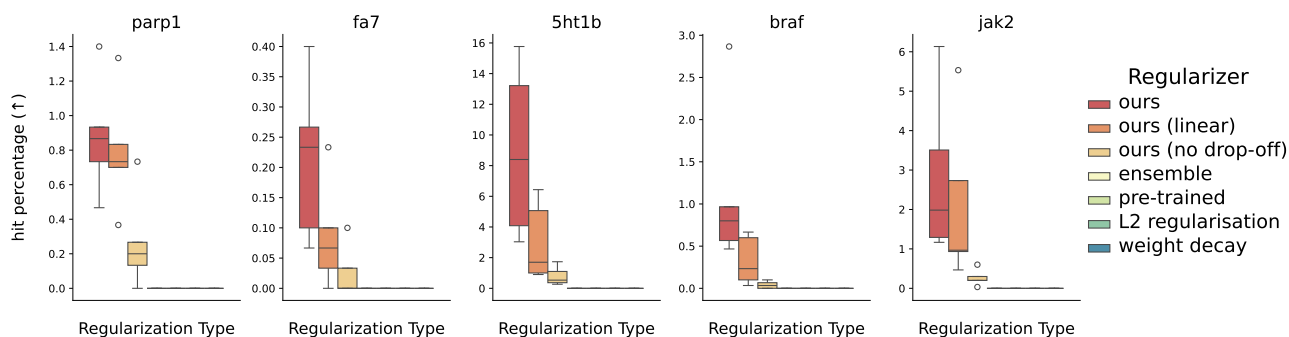 parp1
fa7
5ht1b
braf
jak2
hit percentage (↑)
1.4
1.2
1.0
0.8
0.6
0.4
0.2
0.0
0.40
0.35
0.30
0.25
0.20
0.15
0.10
0.05
0.00
16
14
12
10
8
6
4
2
0
3.0
2.5
2.0
1.5
1.0
0.5
0.0
6
5
4
3
2
1
0
Regularization Type
Regularization Type
Regularization Type
Regularization Type
Regularization Type
Regularizer
ours
ours (linear)
ours (no drop-off)
ensemble
pre-trained
L2 regularisation
weight decay